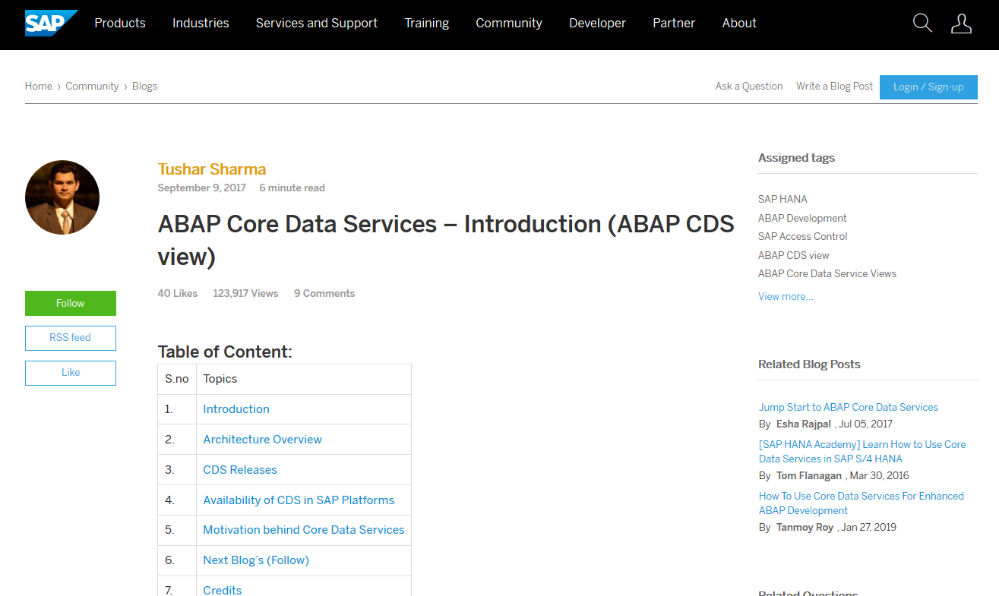 SAP Products Industries Services and Support Training Community Developer Partner About
Home › Community › Blogs
Ask a Question Write a Blog Post Login / Sign-up
Tushar Sharma
September 9, 2017 6 minute read
ABAP Core Data Services – Introduction (ABAP CDS
view)
40 Likes 123,917 Views 9 Comments
Follow
RSS feed
Like
Table of Content:
S.no Topics
1. Introduction
2. Architecture Overview
3. CDS Releases
4. Availability of CDS in SAP Platforms
5. Motivation behind Core Data Services
6. Next Blog’s (Follow)
7. Credits
Assigned tags
SAP HANA
ABAP Development
SAP Access Control
ABAP CDS view
ABAP Core Data Service Views
View more...
Related Blog Posts
Jump Start to ABAP Core Data Services
By Esha Rajpal , Jul 05, 2017
[SAP HANA Academy] Learn How to Use Core
Data Services in SAP S/4 HANA
By Tom Flanagan , Mar 30, 2016
How To Use Core Data Services For Enhanced
ABAP Development
By Tanmoy Roy , Jan 27, 2019
Related Questions